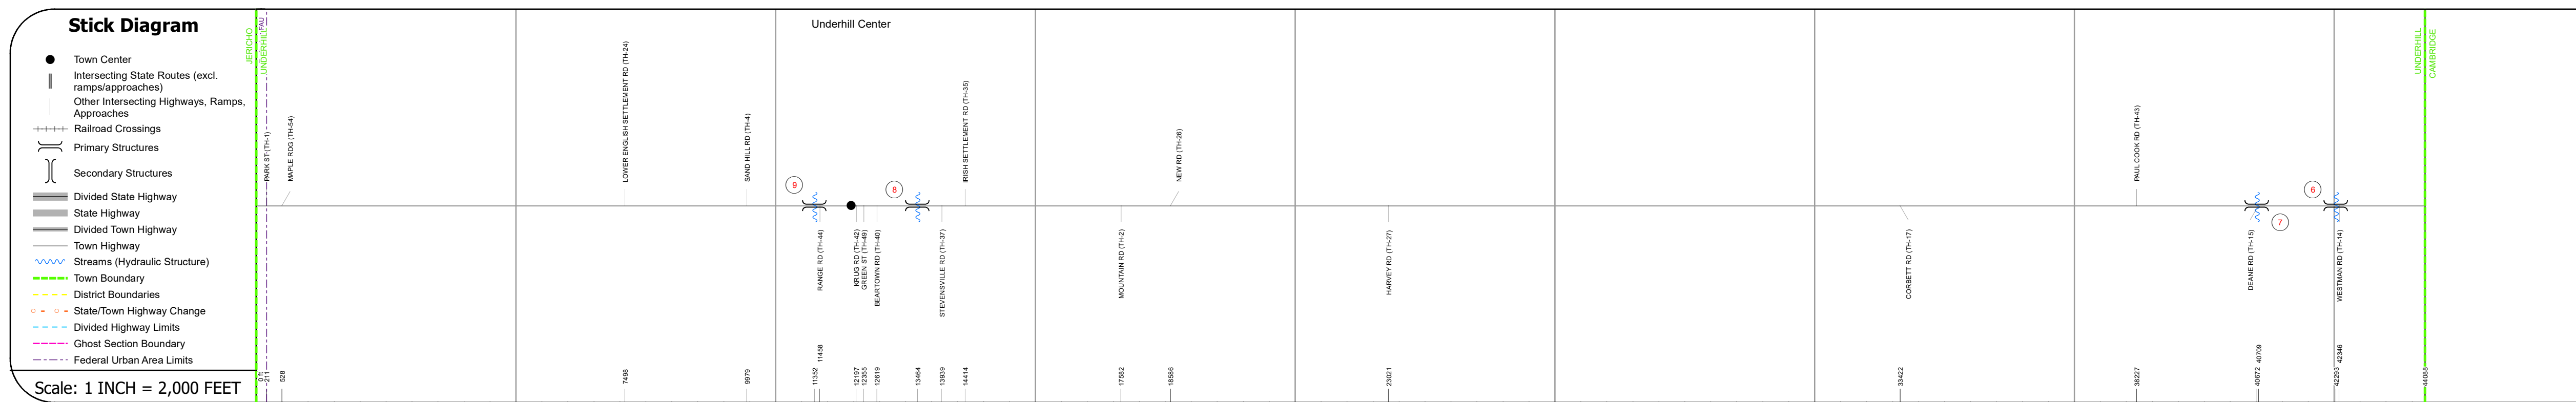 Stick Diagram
Town Center
Intersecting State Routes (excl.
ramps/approaches)
Other Intersecting Highways, Ramps,
Approaches
Railroad Crossings
Primary Structures
Secondary Structures
Divided State Highway
State Highway
Divided Town Highway
Town Highway
Streams (Hydraulic Structure)
Town Boundary
District Boundaries
State/Town Highway Change
Divided Highway Limits
Ghost Section Boundary
Federal Urban Area Limits
Scale: 1 INCH = 2,000 FEET
JERICHO
UNDERHILL
FAU
Underhill Center
UNDERHILL
CAMBRIDGE
PARK ST (TH-1)
MAPLE RDG (TH-54)
LOWER ENGLISH SETTLEMENT RD (TH-24)
SAND HILL RD (TH-4)
IRISH SETTLEMENT RD (TH-35)
NEW RD (TH-26)
PAUL COOK RD (TH-43)
9
8
6
7
RANGE RD (TH-44)
KRUG RD (TH-42)
GREEN ST (TH-49)
BEARTOWN RD (TH-40)
STEVENSVILLE RD (TH-37)
MOUNTAIN RD (TH-2)
HARVEY RD (TH-27)
CORBETT RD (TH-17)
DEANE RD (TH-15)
WESTMAN RD (TH-14)
0 ft
211
528
7498
9979
11352
11458
12197
12355
12619
13464
13939
14414
17582
18586
23021
33422
38227
40672
40709
42293
42346
44088